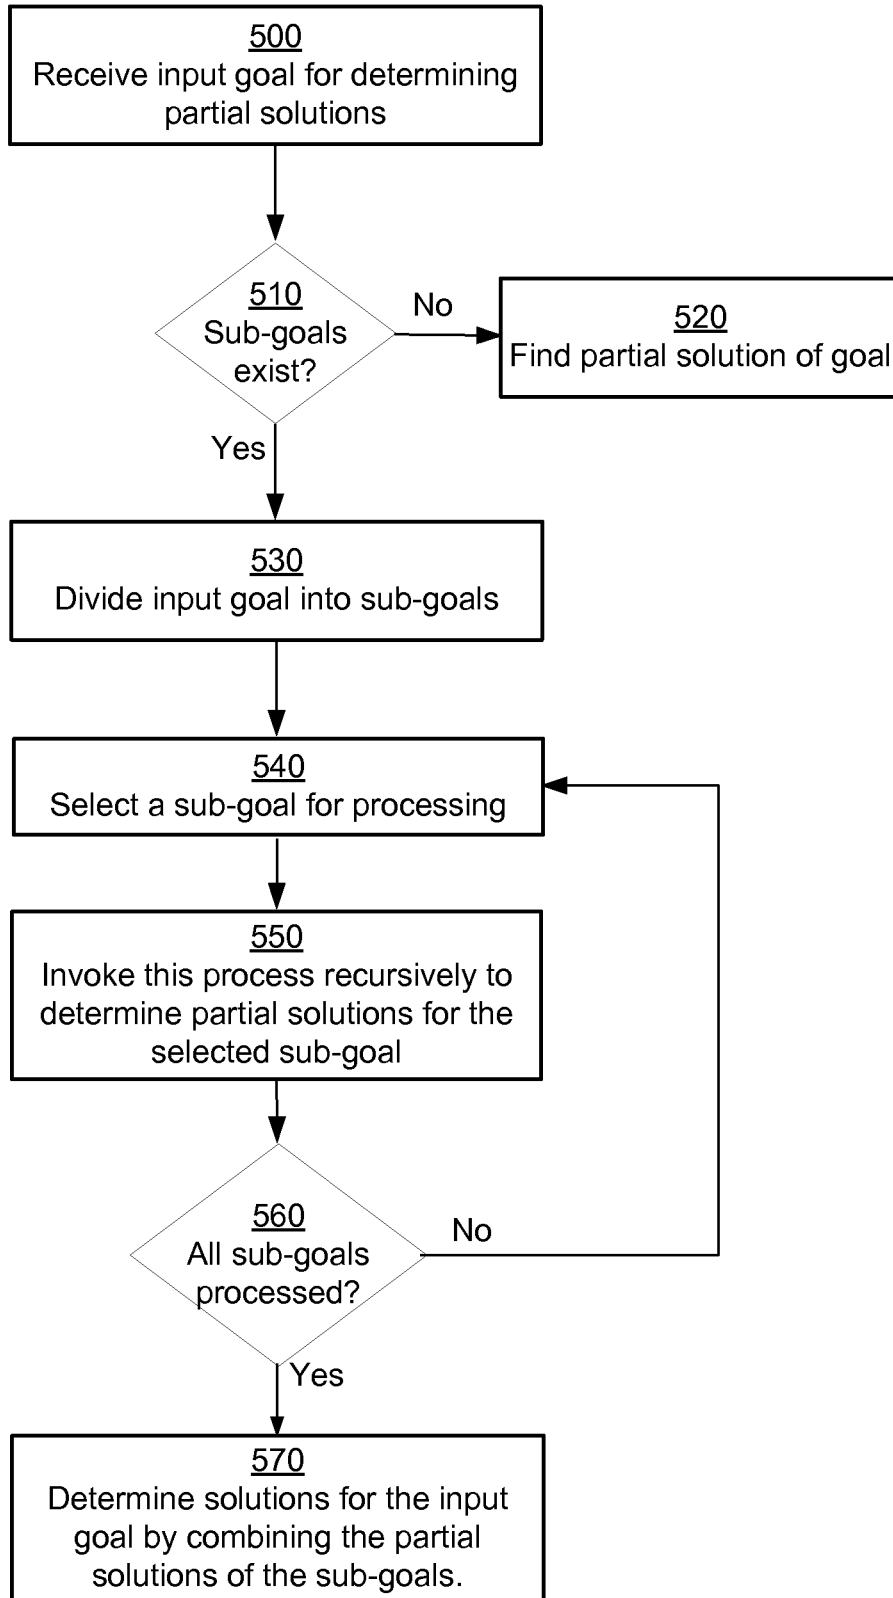 500
Receive input goal for determining
partial solutions
510
Sub-goals
exist?
No
520
Find partial solution of goal
Yes
530
Divide input goal into sub-goals
540
Select a sub-goal for processing
550
Invoke this process recursively to
determine partial solutions for the
selected sub-goal
560
All sub-goals
processed?
No
Yes
570
Determine solutions for the input
goal by combining the partial
solutions of the sub-goals.